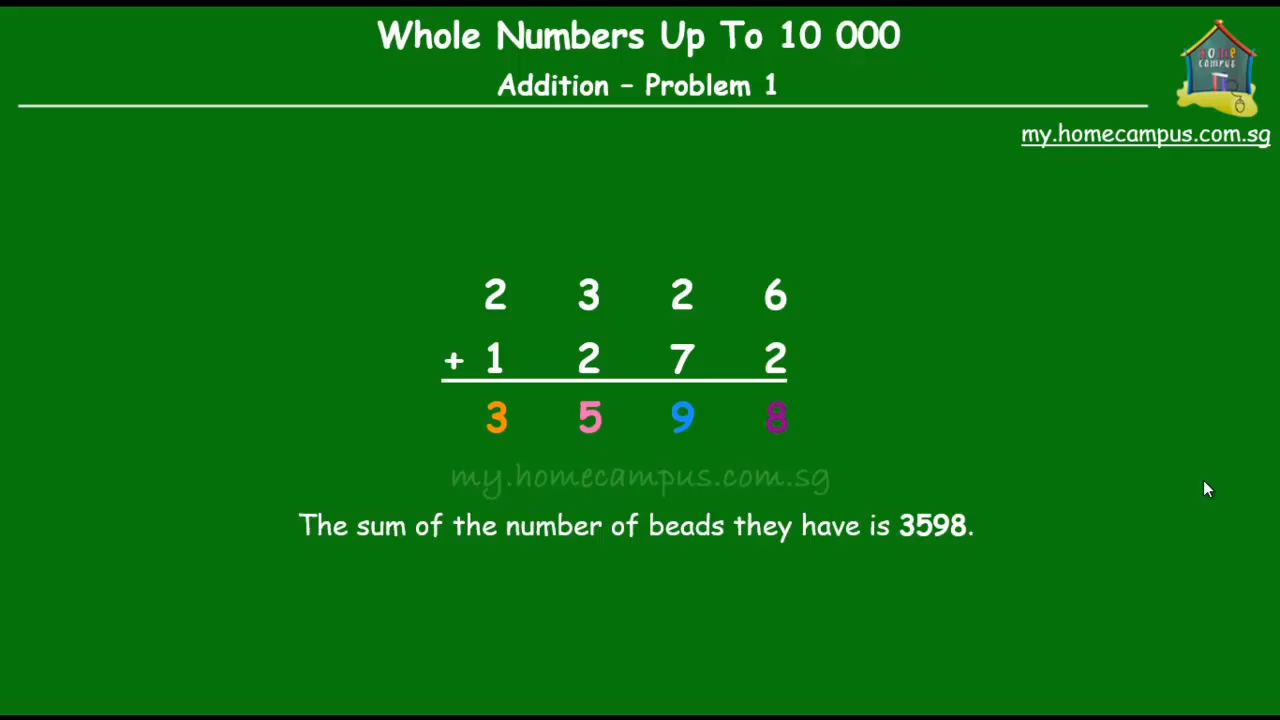 Whole Numbers Up To 10 000
Addition – Problem 1
Home
campus
my.homecampus.com.sg
2 3 2 6
+ 1 2 7 2
3 5 9 8
my.homecampus.com.sg
The sum of the number of beads they have is 3598.